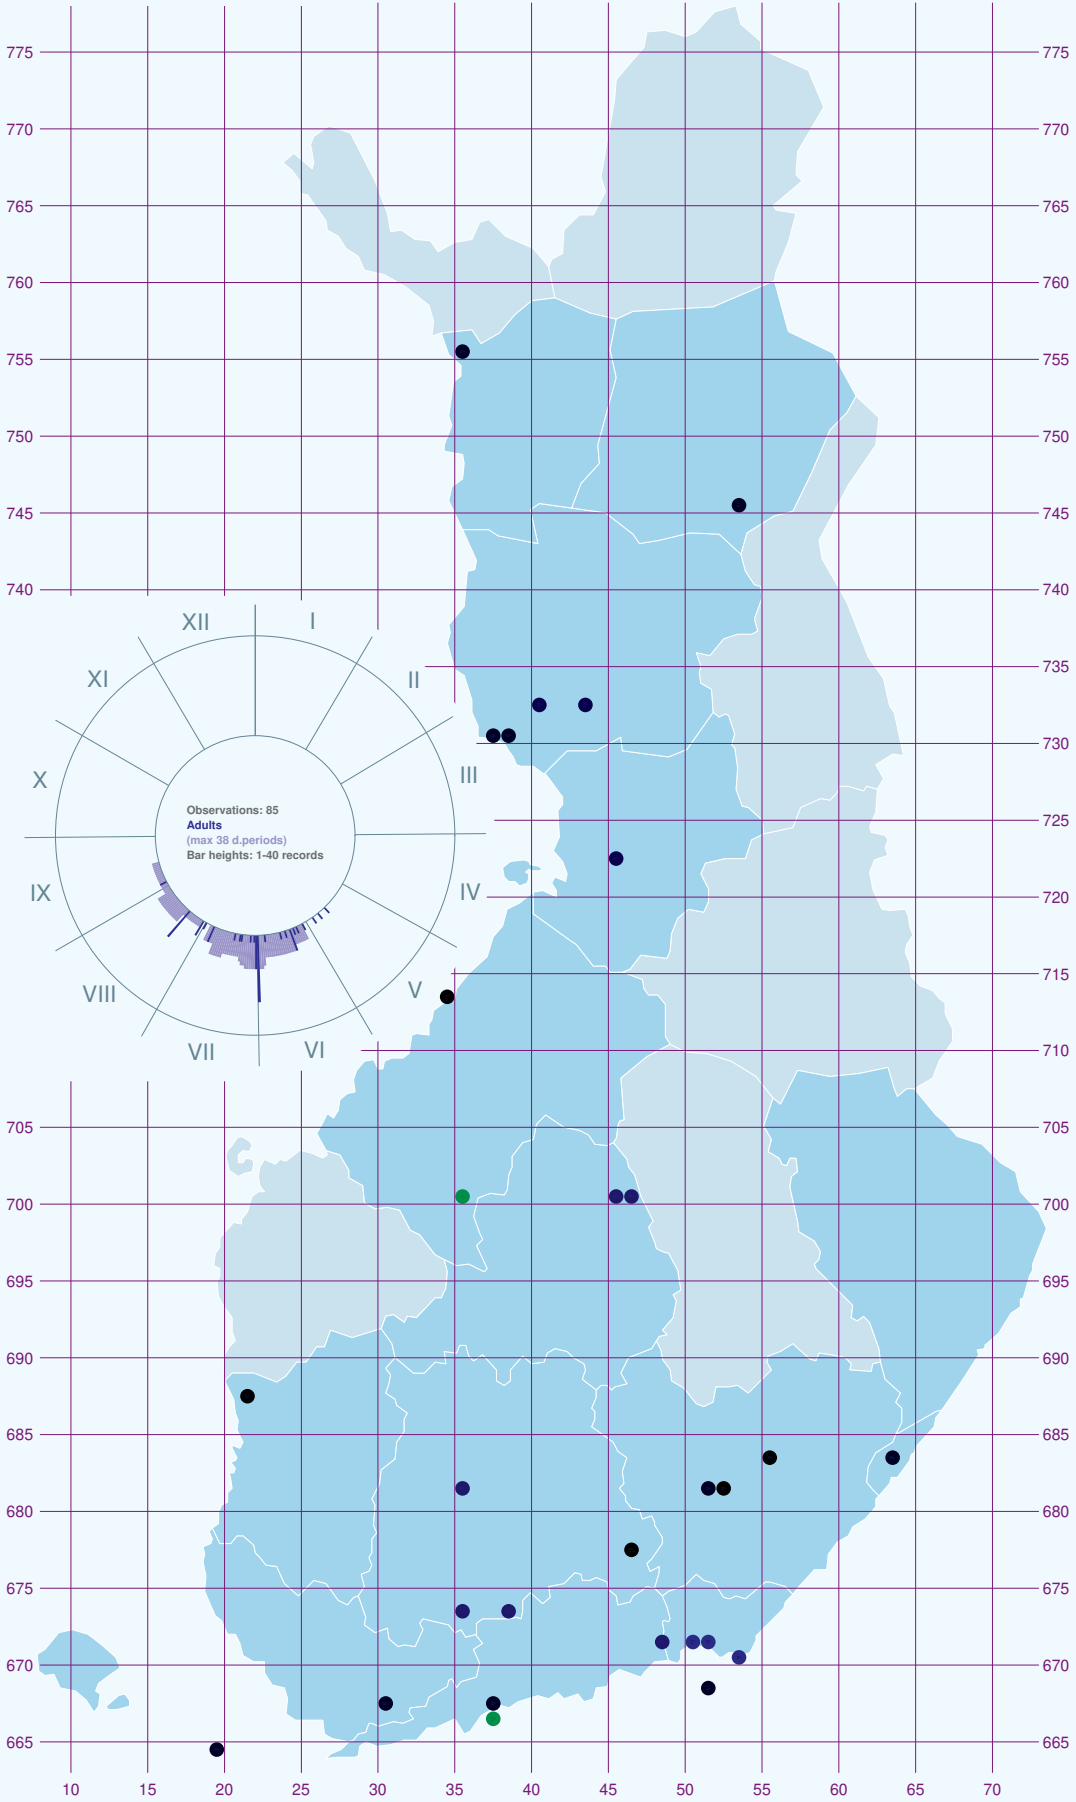 775 775
770 770
765 765
760 760
755 755
750 750
745 745
740 740
XII I
735
XI II
730
X III
Observations: 85
Adults
725
(max 38 d.periods)
Bar heights: 1-40 records
IX IV
720
VIII V
715
VII VI
710
705 705
700 700
695 695
690 690
685 685
680 680
675 675
670 670
665 665
10 15 20 25 30 35 40 45 50 55 60 65 70